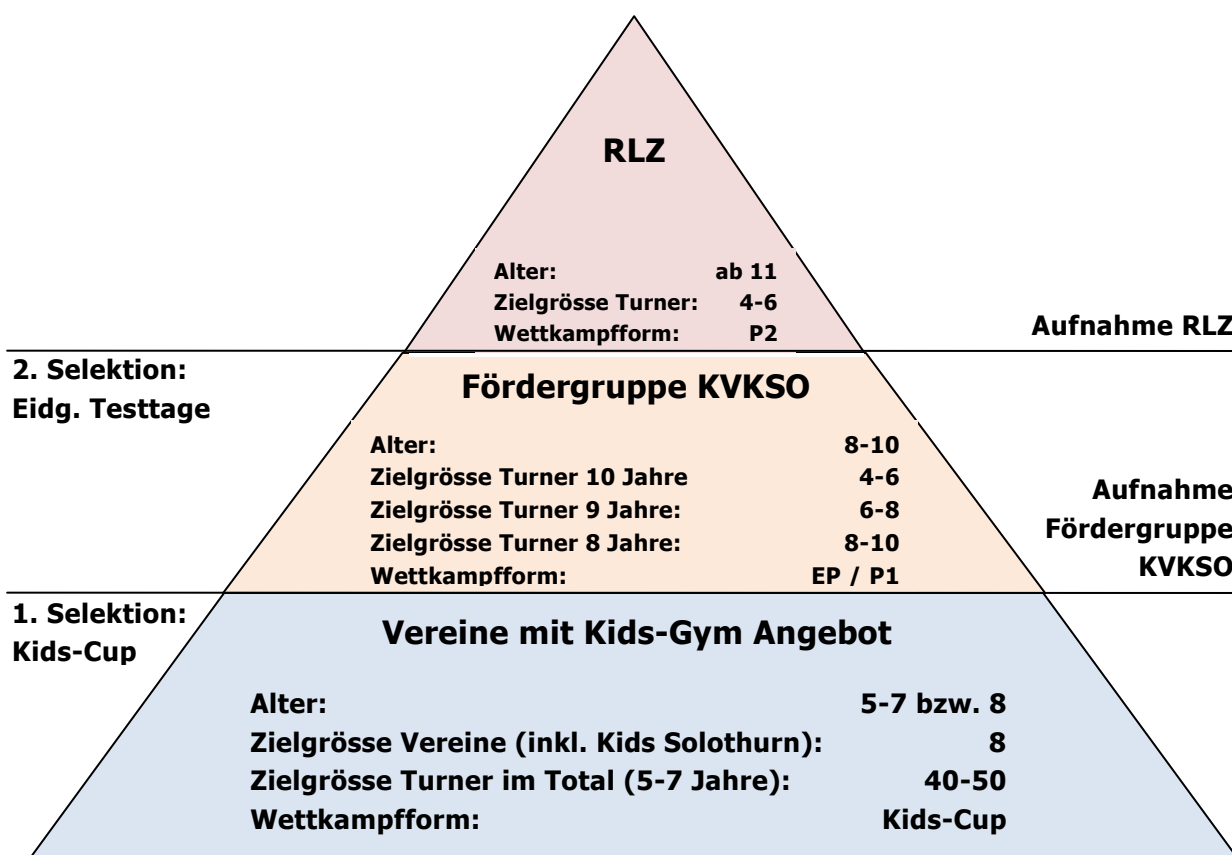 RLZ
Alter: ab 11
Zielgrösse Turner: 4-6
Wettkampfform: P2
Aufnahme RLZ
2. Selektion:
Eidg. Testtage
Fördergruppe KVKSO
Alter: 8-10
Zielgrösse Turner 10 Jahre 4-6
Zielgrösse Turner 9 Jahre: 6-8
Zielgrösse Turner 8 Jahre: 8-10
Wettkampfform: EP / P1
Aufnahme
Fördergruppe
KVKSO
1. Selektion:
Kids-Cup
Vereine mit Kids-Gym Angebot
Alter: 5-7 bzw. 8
Zielgrösse Vereine (inkl. Kids Solothurn): 8
Zielgrösse Turner im Total (5-7 Jahre): 40-50
Wettkampfform: Kids-Cup